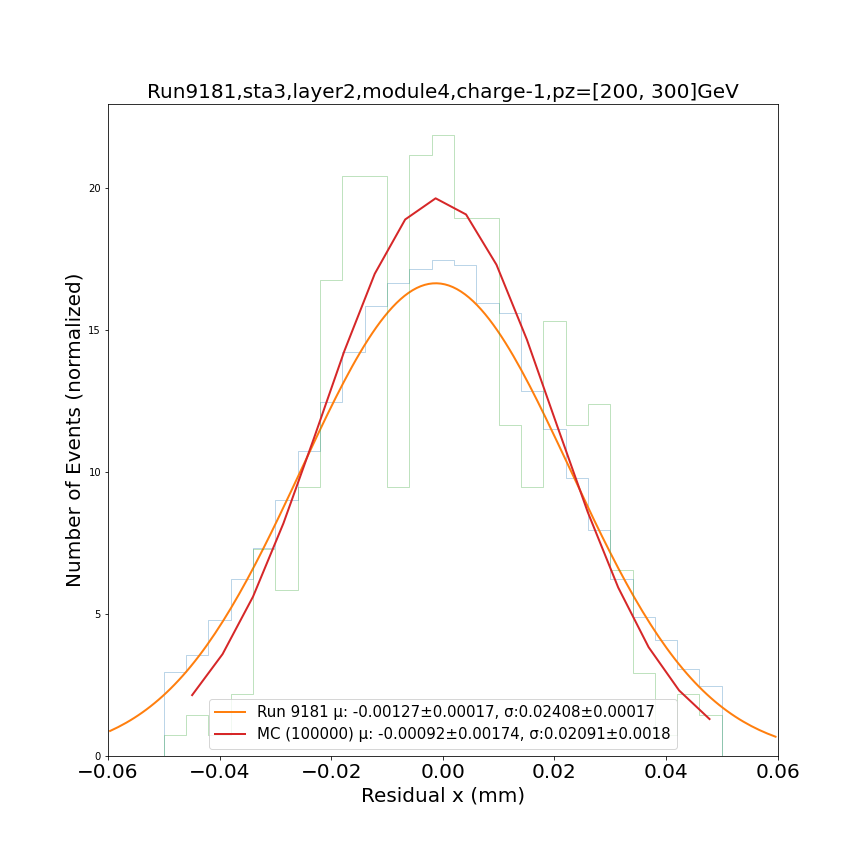 Run9181,sta3,layer2,module4,charge-1,pz=[200, 300]GeV
Number of Events (normalized)
20
15
10
5
0
Run 9181 μ: -0.00127±0.00017, σ:0.02408±0.00017
MC (100000) μ: -0.00092±0.00174, σ:0.02091±0.0018
−0.06 −0.04 −0.02 0.00 0.02 0.04 0.06
Residual x (mm)